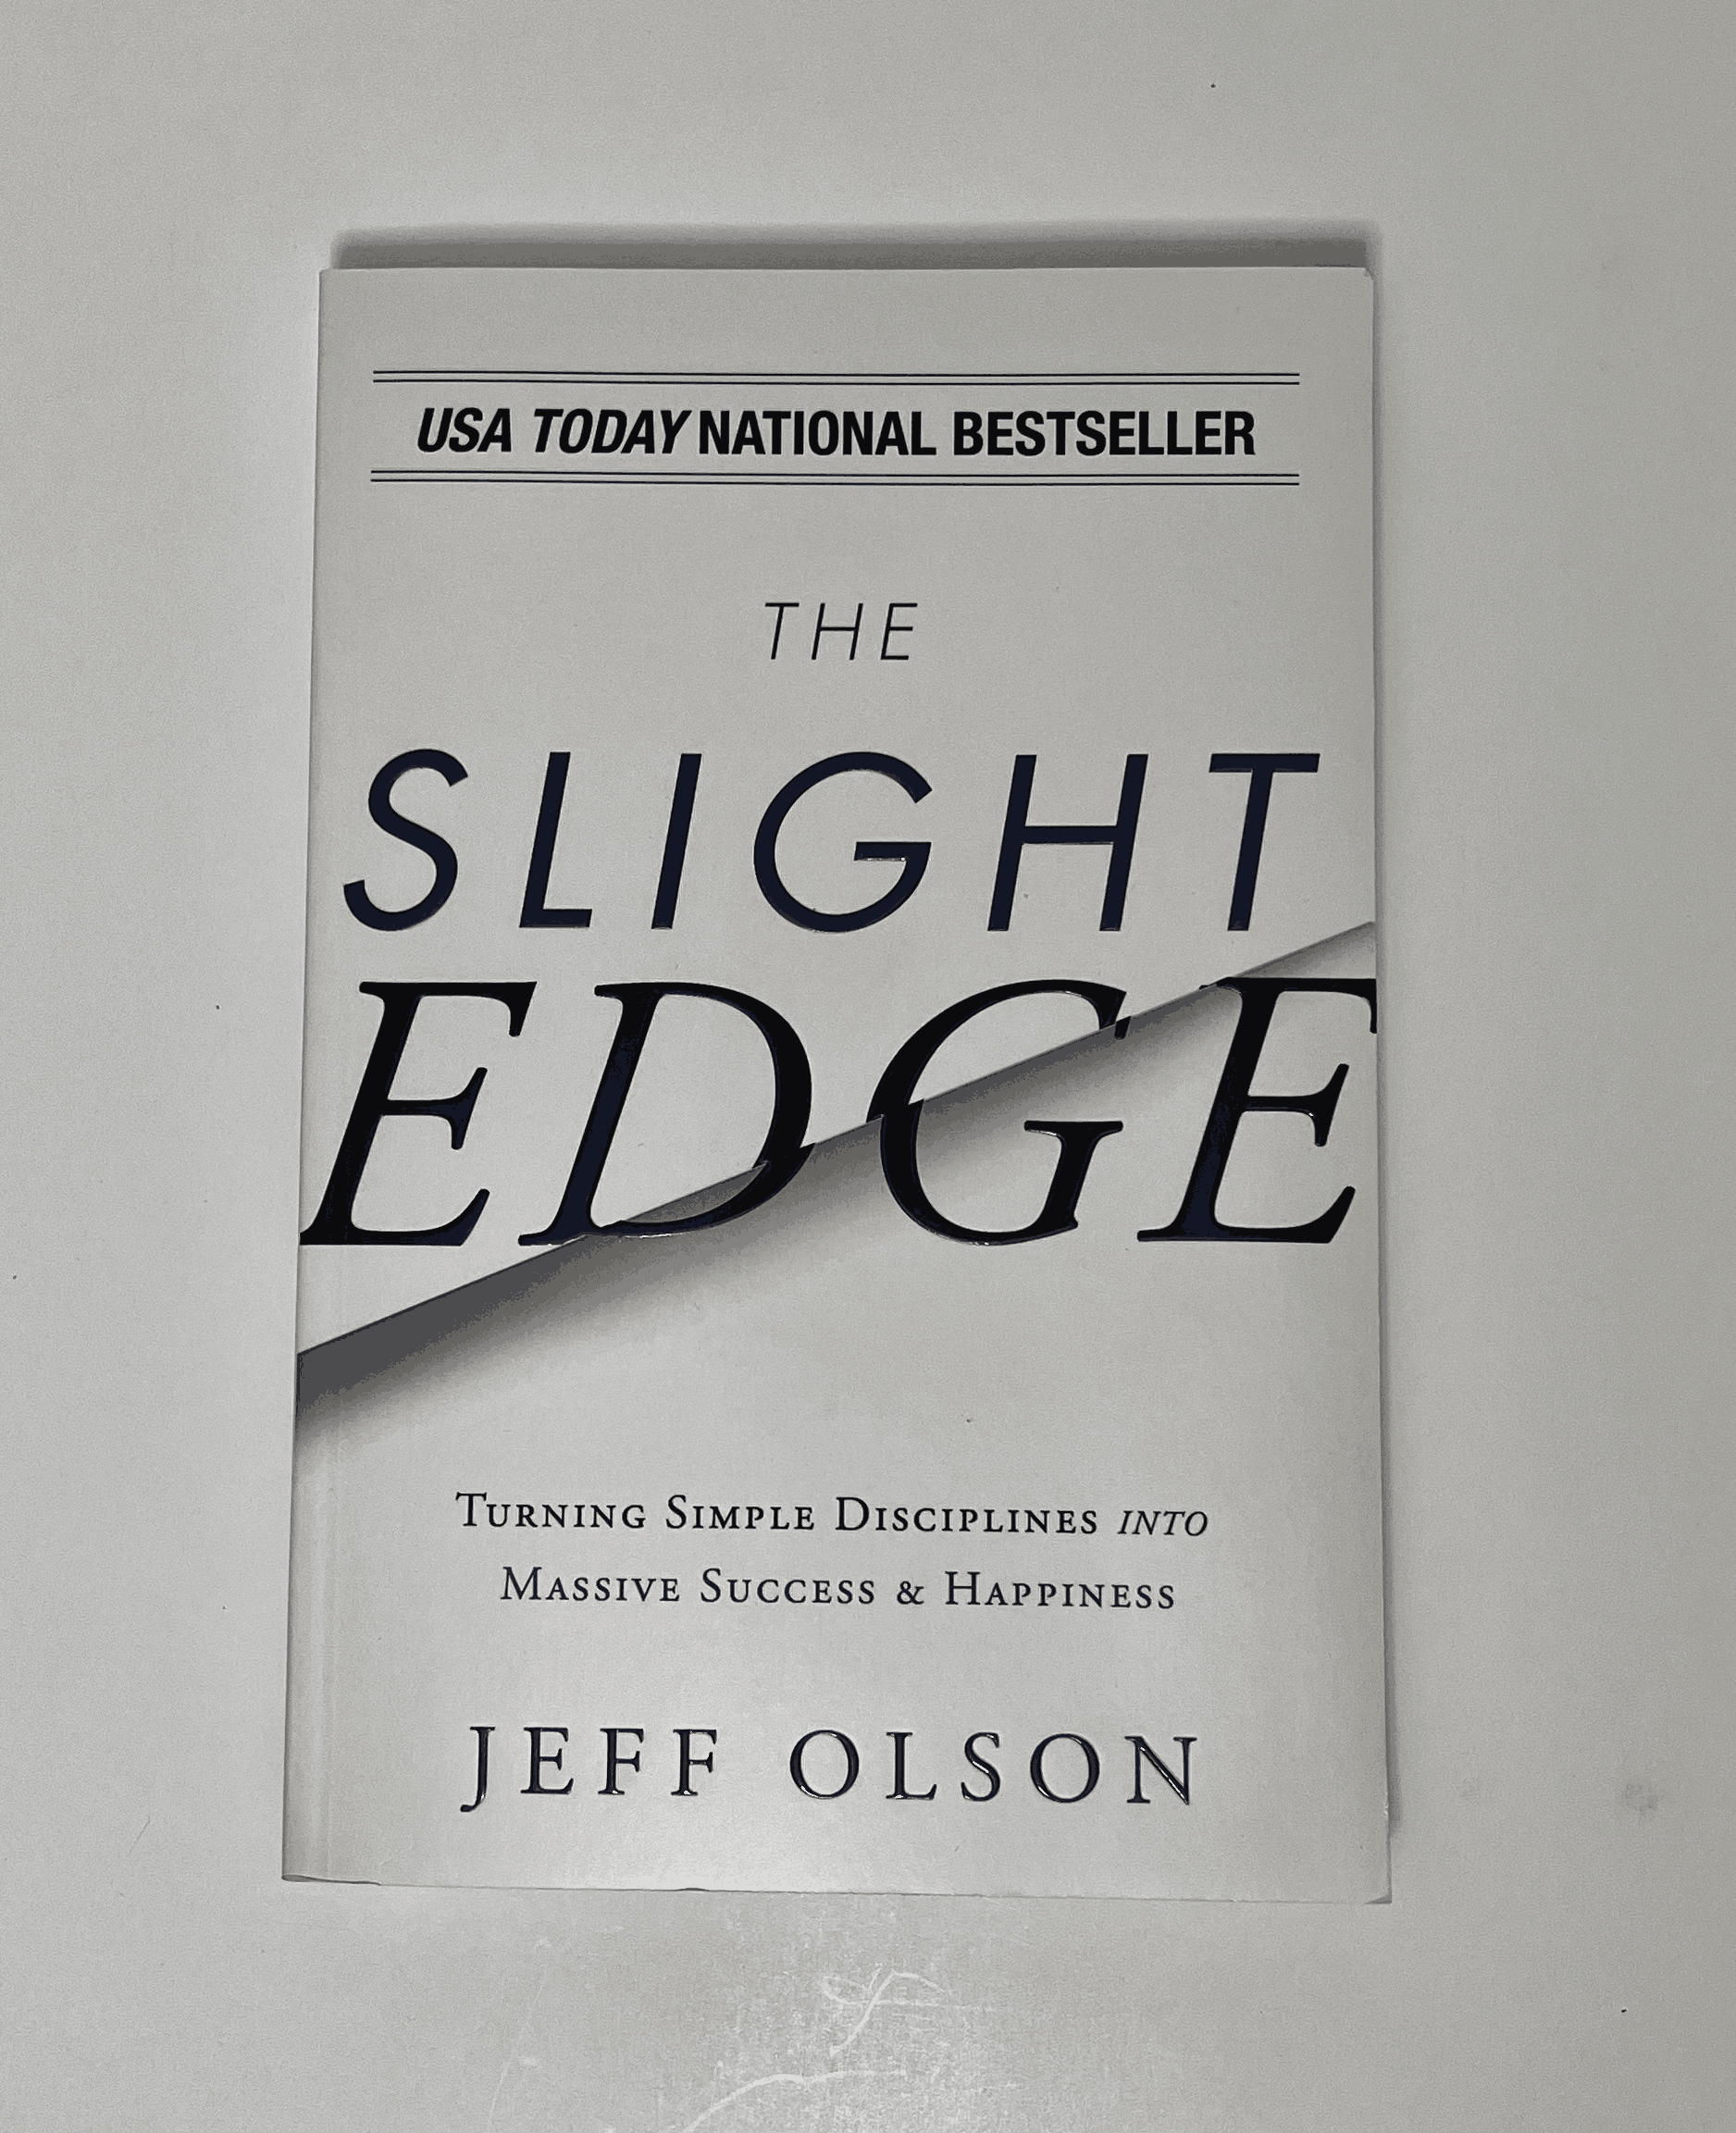 USA TODAY NATIONAL BESTSELLER
THE
SLIGHT
EDGE
TURNING SIMPLE DISCIPLINES INTO
MASSIVE SUCCESS & HAPPINESS
JEFF OLSON